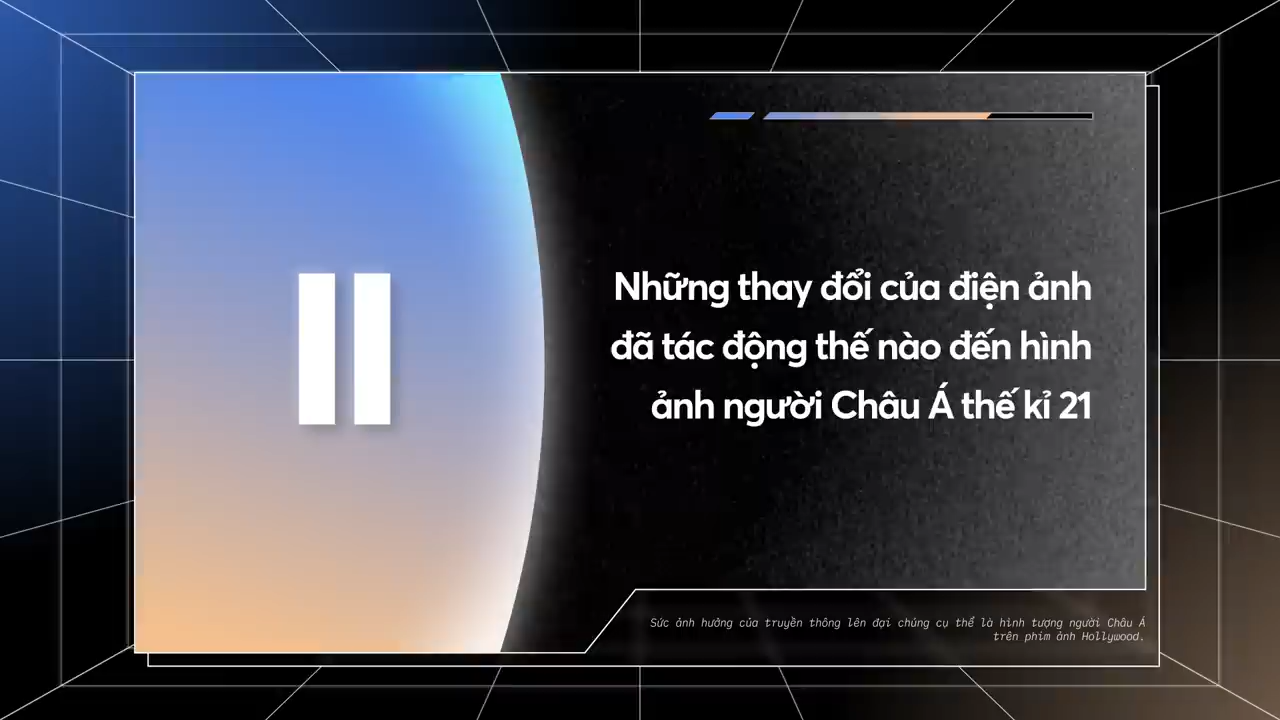 II
Những thay đổi của điện ảnh
đã tác động thế nào đến hình
ảnh người Châu Á thế kỉ 21
Sức ảnh hưởng của truyền thông lên đại chúng cụ thể là hình tượng người Châu Á
trên phim ảnh Hollywood.